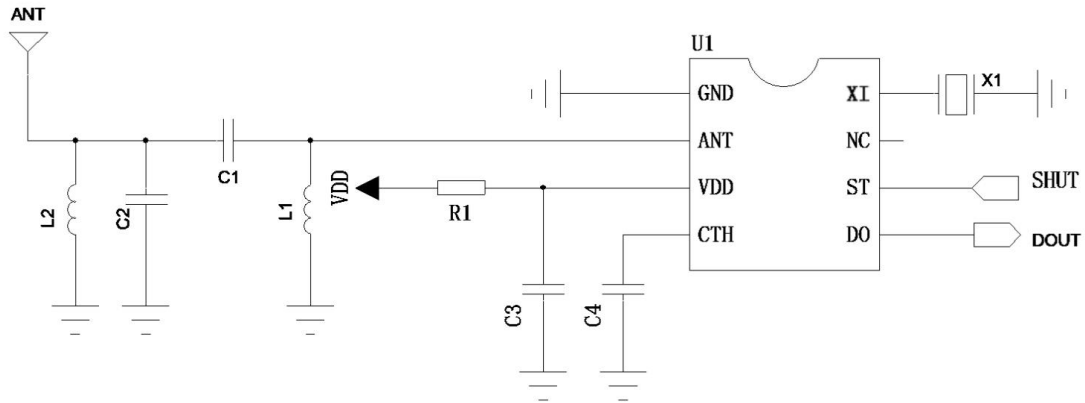 ANT
U1
GND
XI
X1
ANT
NC
C1
VDD
VDD
ST
SHUT
L2
C2
L1
R1
CTH
DO
DOUT
C3
C4